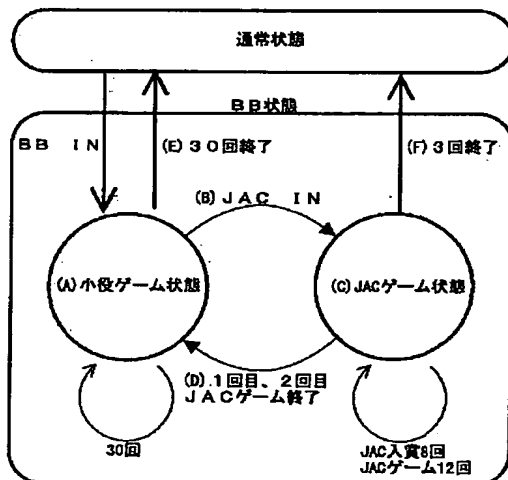 通常状態
BB状態
BB IN
(E) 30回終了
(F) 3回終了
(B) JAC IN
(A) 小役ゲーム状態
(C) JACゲーム状態
(D) 1回目、2回目
JACゲーム終了
30回
JAC入賞8回
JACゲーム12回